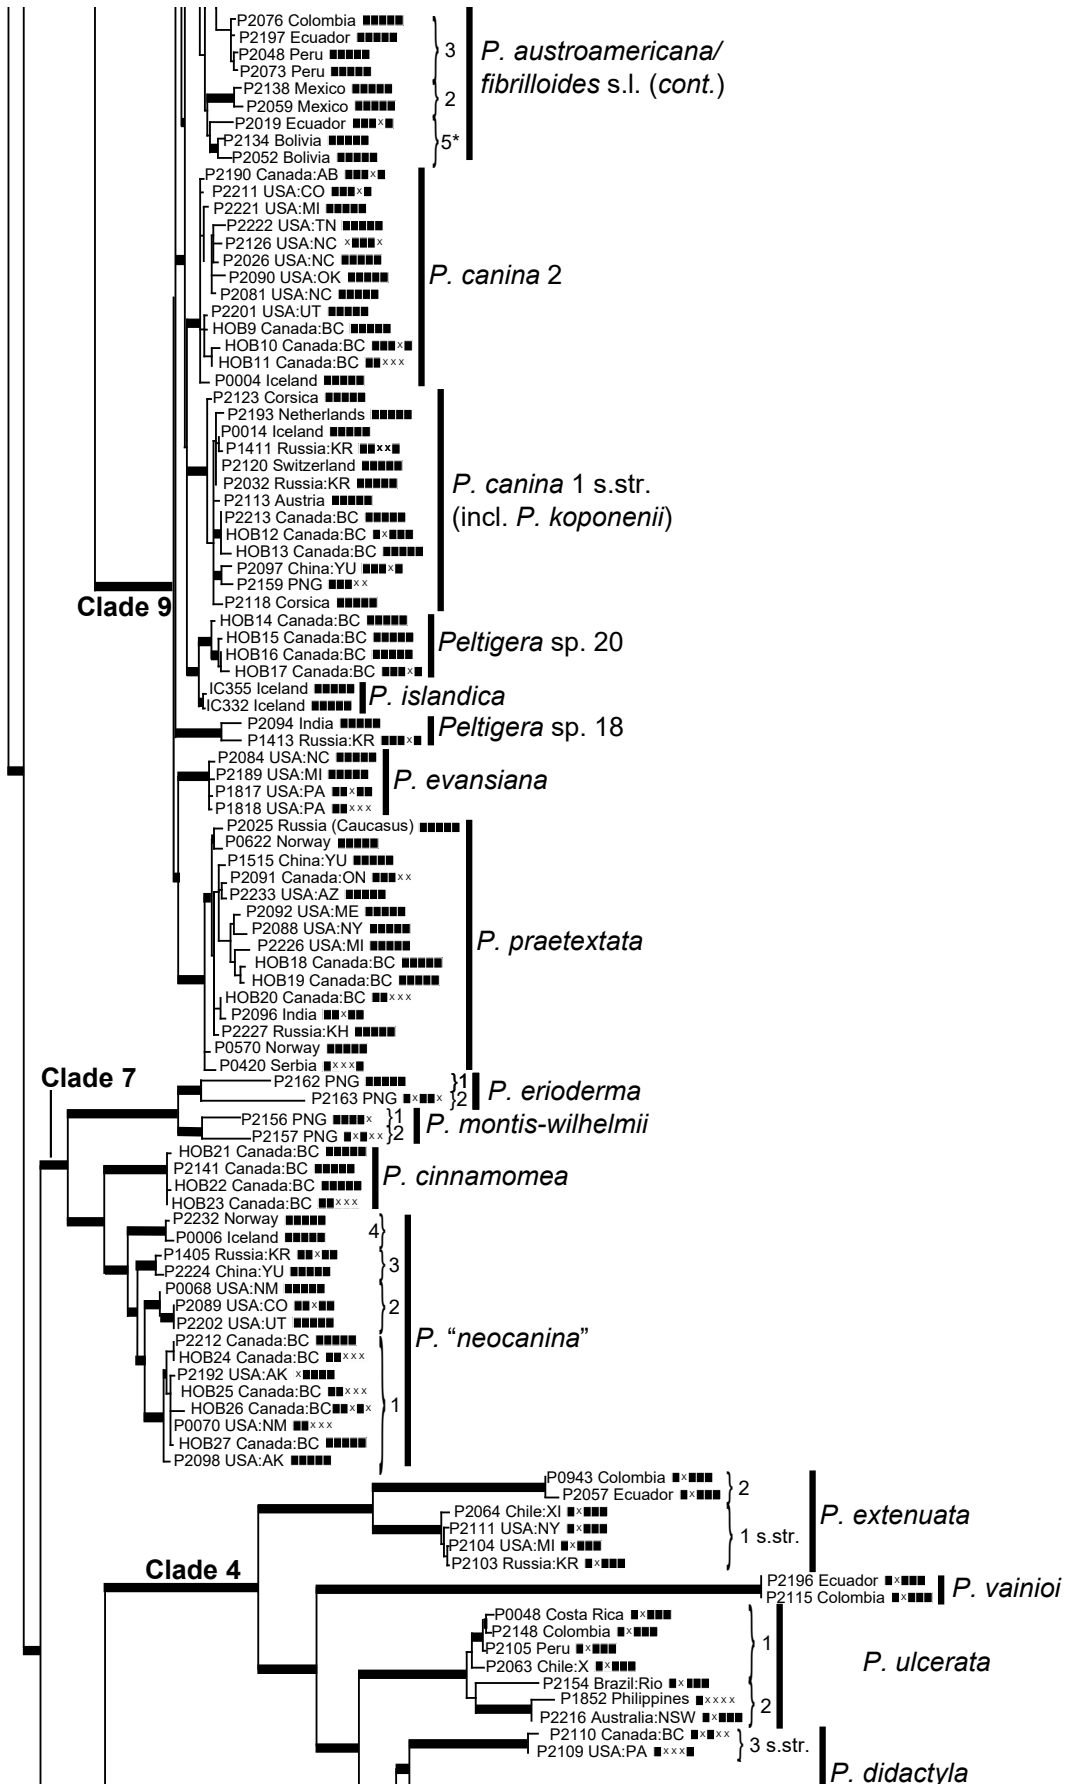 P2076 Colombia
P2197 Ecuador
P2048 Peru
P2073 Peru
3
P. austroamericana/
fibrilloides s.l. (cont.)
P2138 Mexico
P2059 Mexico
2
P2019 Ecuador x
P2134 Bolivia
P2052 Bolivia
5*
P2190 Canada:AB x
P2211 USA:CO x
P2221 USA:MI
P2222 USA:TN
P2126 USA:NC x x
P2026 USA:NC
P2090 USA:OK
P2081 USA:NC
P2201 USA:UT
HOB9 Canada:BC
HOB10 Canada:BC x
HOB11 Canada:BC xxx
P0004 Iceland
P. canina 2
P2123 Corsica
P2193 Netherlands
P0014 Iceland
P1411 Russia:KR xx
P2120 Switzerland
P2032 Russia:KR
P2113 Austria
P2213 Canada:BC
HOB12 Canada:BC x
HOB13 Canada:BC
P2097 China:YU x
P2159 PNG xx
P2118 Corsica
P. canina 1 s.str.
(incl. P. koponenii)
Clade 9
HOB14 Canada:BC
HOB15 Canada:BC
HOB16 Canada:BC
HOB17 Canada:BC x
Peltigera sp. 20
IC355 Iceland
IC332 Iceland
P. islandica
P2094 India
P1413 Russia:KR x
Peltigera sp. 18
P2084 USA:NC
P2189 USA:MI
P1817 USA:PA x
P1818 USA:PA xxx
P. evansiana
P2025 Russia (Caucasus)
P0622 Norway
P1515 China:YU
P2091 Canada:ON xx
P2233 USA:AZ
P2092 USA:ME
P2088 USA:NY
P2226 USA:MI
HOB18 Canada:BC
HOB19 Canada:BC
HOB20 Canada:BC xxx
P2096 India x
P2227 Russia:KH
P0570 Norway
P0420 Serbia xxx
P. praetextata
Clade 7
P2162 PNG 1
P2163 PNG x x 2
P. erioderma
P2156 PNG x 1
P2157 PNG x xx 2
P. montis-wilhelmii
HOB21 Canada:BC
P2141 Canada:BC
HOB22 Canada:BC
HOB23 Canada:BC xxx
P. cinnamomea
P2232 Norway
P0006 Iceland
4
P1405 Russia:KR x
P2224 China:YU
3
P0068 USA:NM
P2089 USA:CO x
P2202 USA:UT
2
P2212 Canada:BC
HOB24 Canada:BC xxx
P2192 USA:AK x
HOB25 Canada:BC xxx
HOB26 Canada:BC x x
P0070 USA:NM xxx
HOB27 Canada:BC
P2098 USA:AK
1
P. “neocanina”
Clade 4
P0943 Colombia x
P2057 Ecuador x
2
P2064 Chile:XI x
P2111 USA:NY x
P2104 USA:MI x
P2103 Russia:KR x
1 s.str.
P. extenuata
P2196 Ecuador x
P2115 Colombia x
P. vainioi
P0048 Costa Rica x
P2148 Colombia x
P2105 Peru x
P2063 Chile:X x
1
P2154 Brazil:Rio x
P1852 Philippines xxxx
P2216 Australia:NSW x
2
P. ulcerata
P2110 Canada:BC x xx
P2109 USA:PA xxx
3 s.str.
P. didactyla